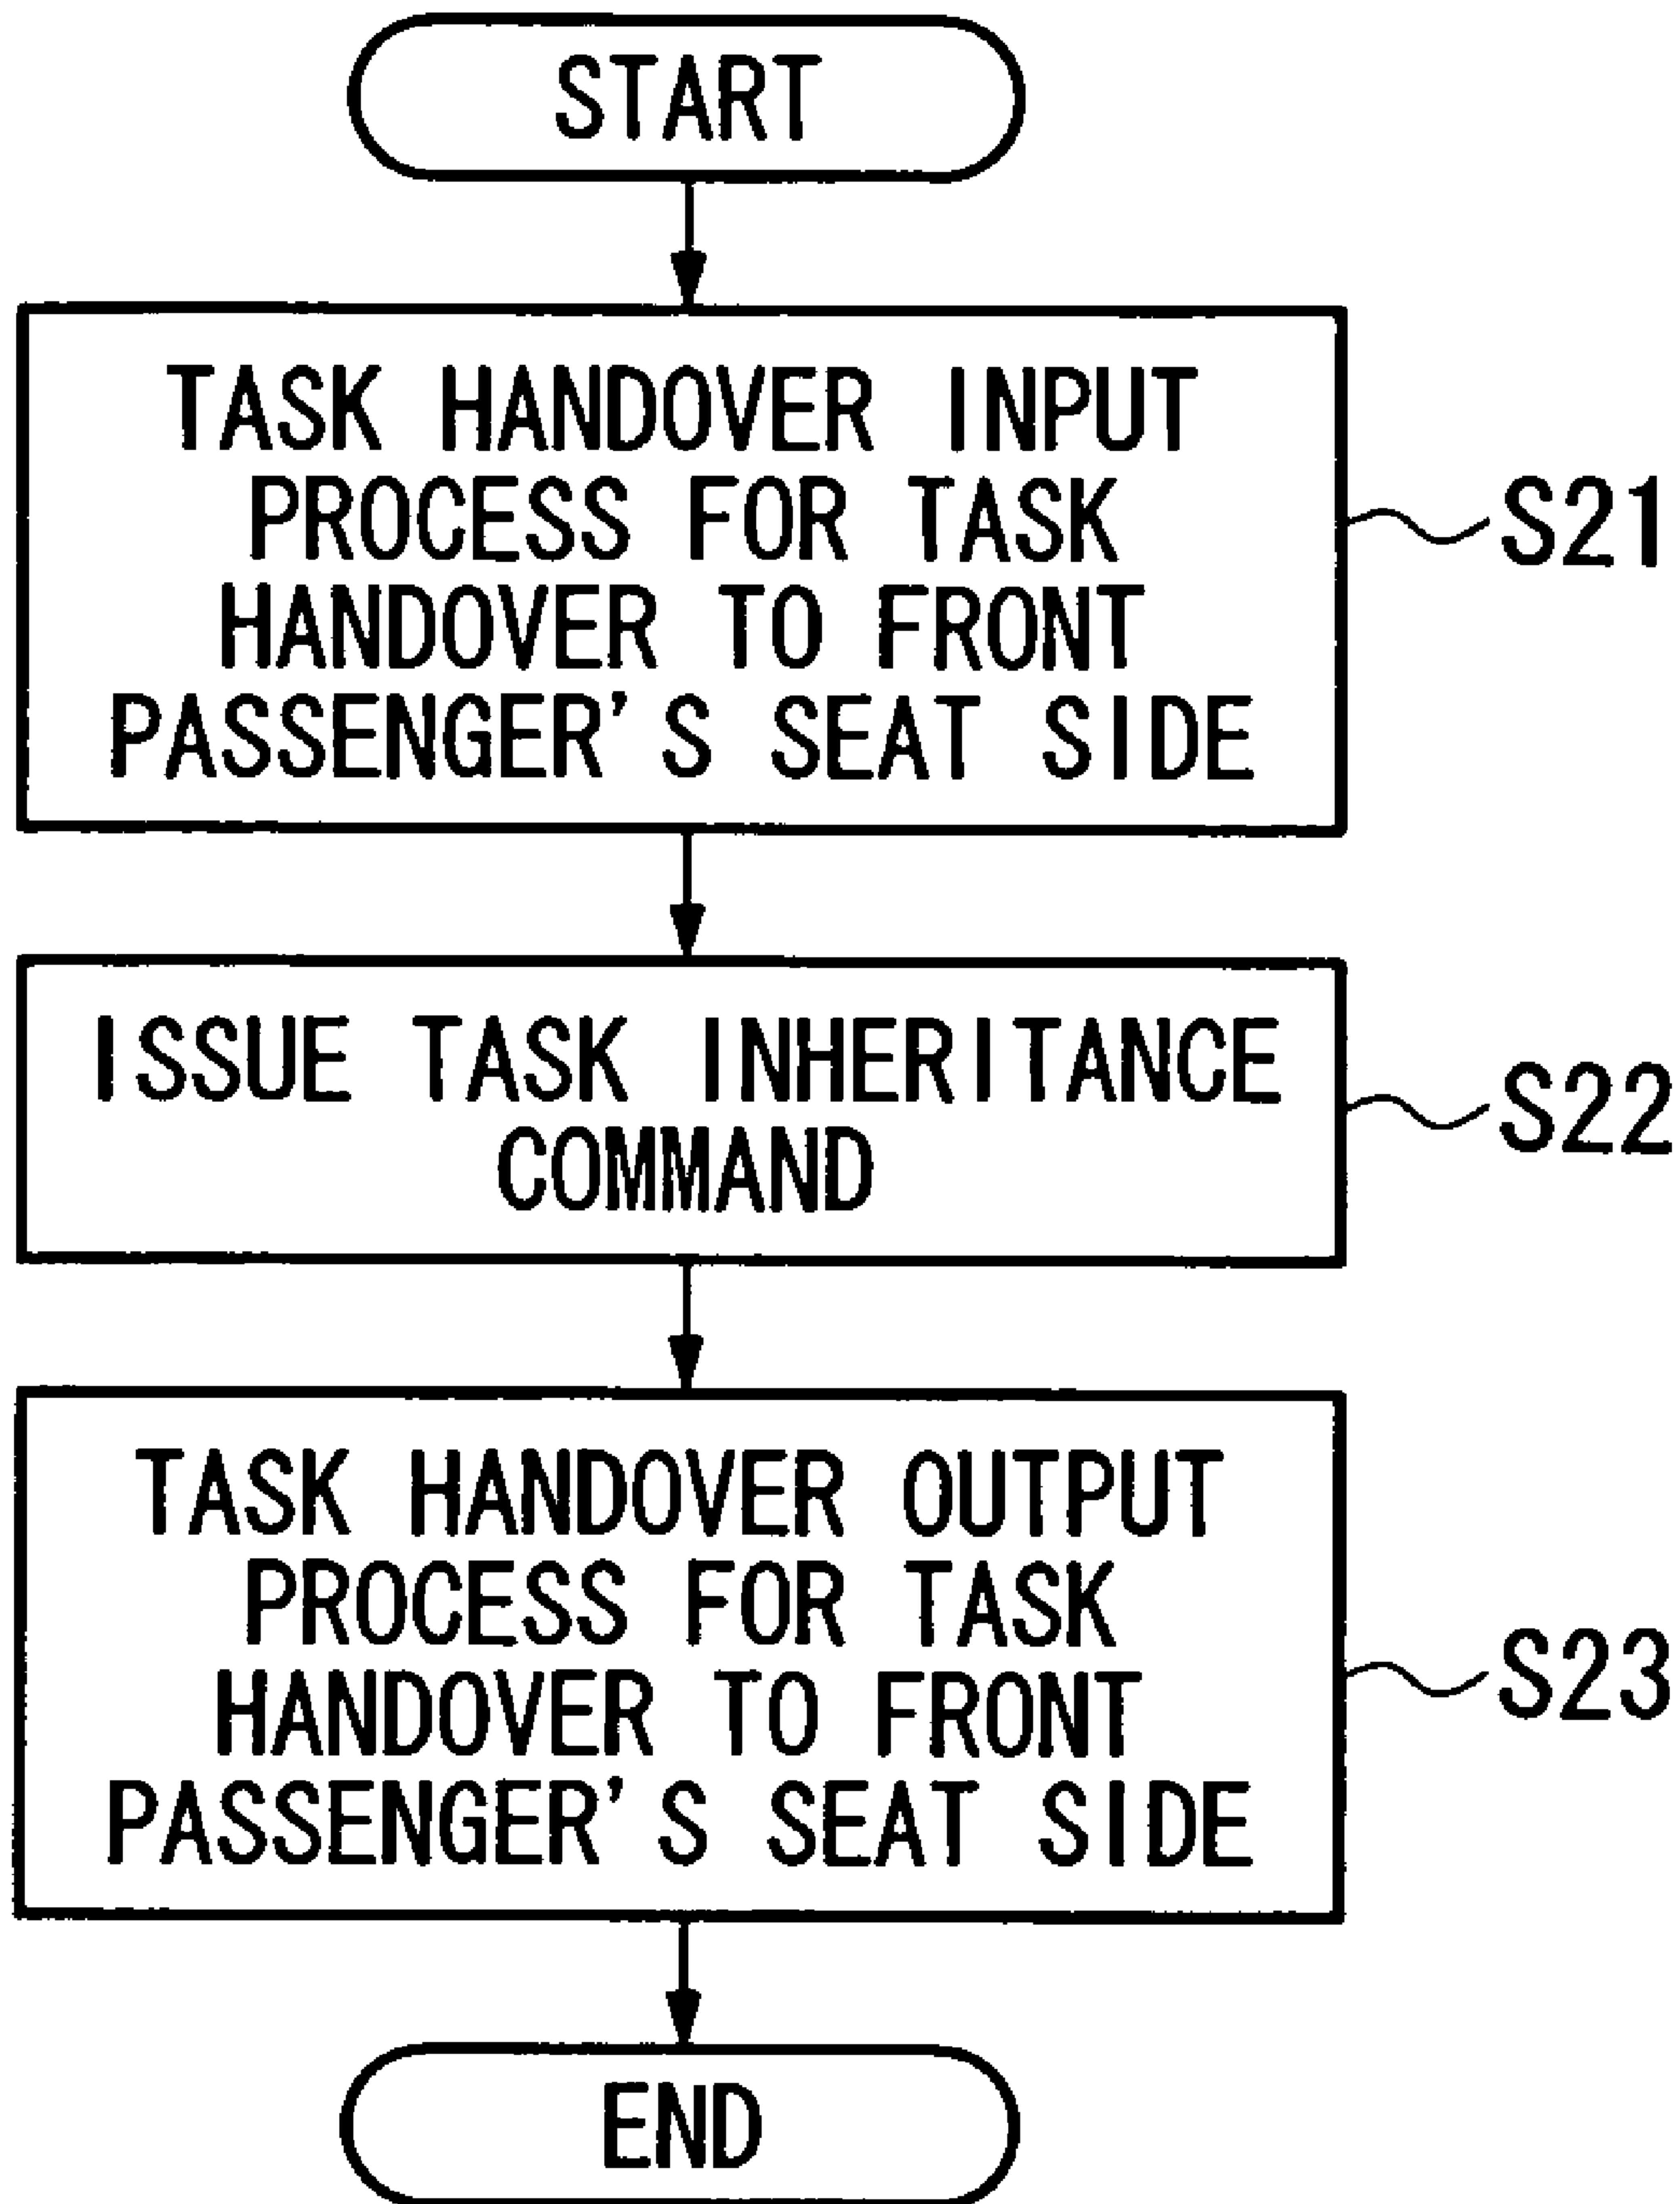 START
TASK HANDOVER INPUT
PROCESS FOR TASK
HANDOVER TO FRONT
PASSENGER'S SEAT SIDE
S21
ISSUE TASK INHERITANCE
COMMAND
S22
TASK HANDOVER OUTPUT
PROCESS FOR TASK
HANDOVER TO FRONT
PASSENGER'S SEAT SIDE
S23
END